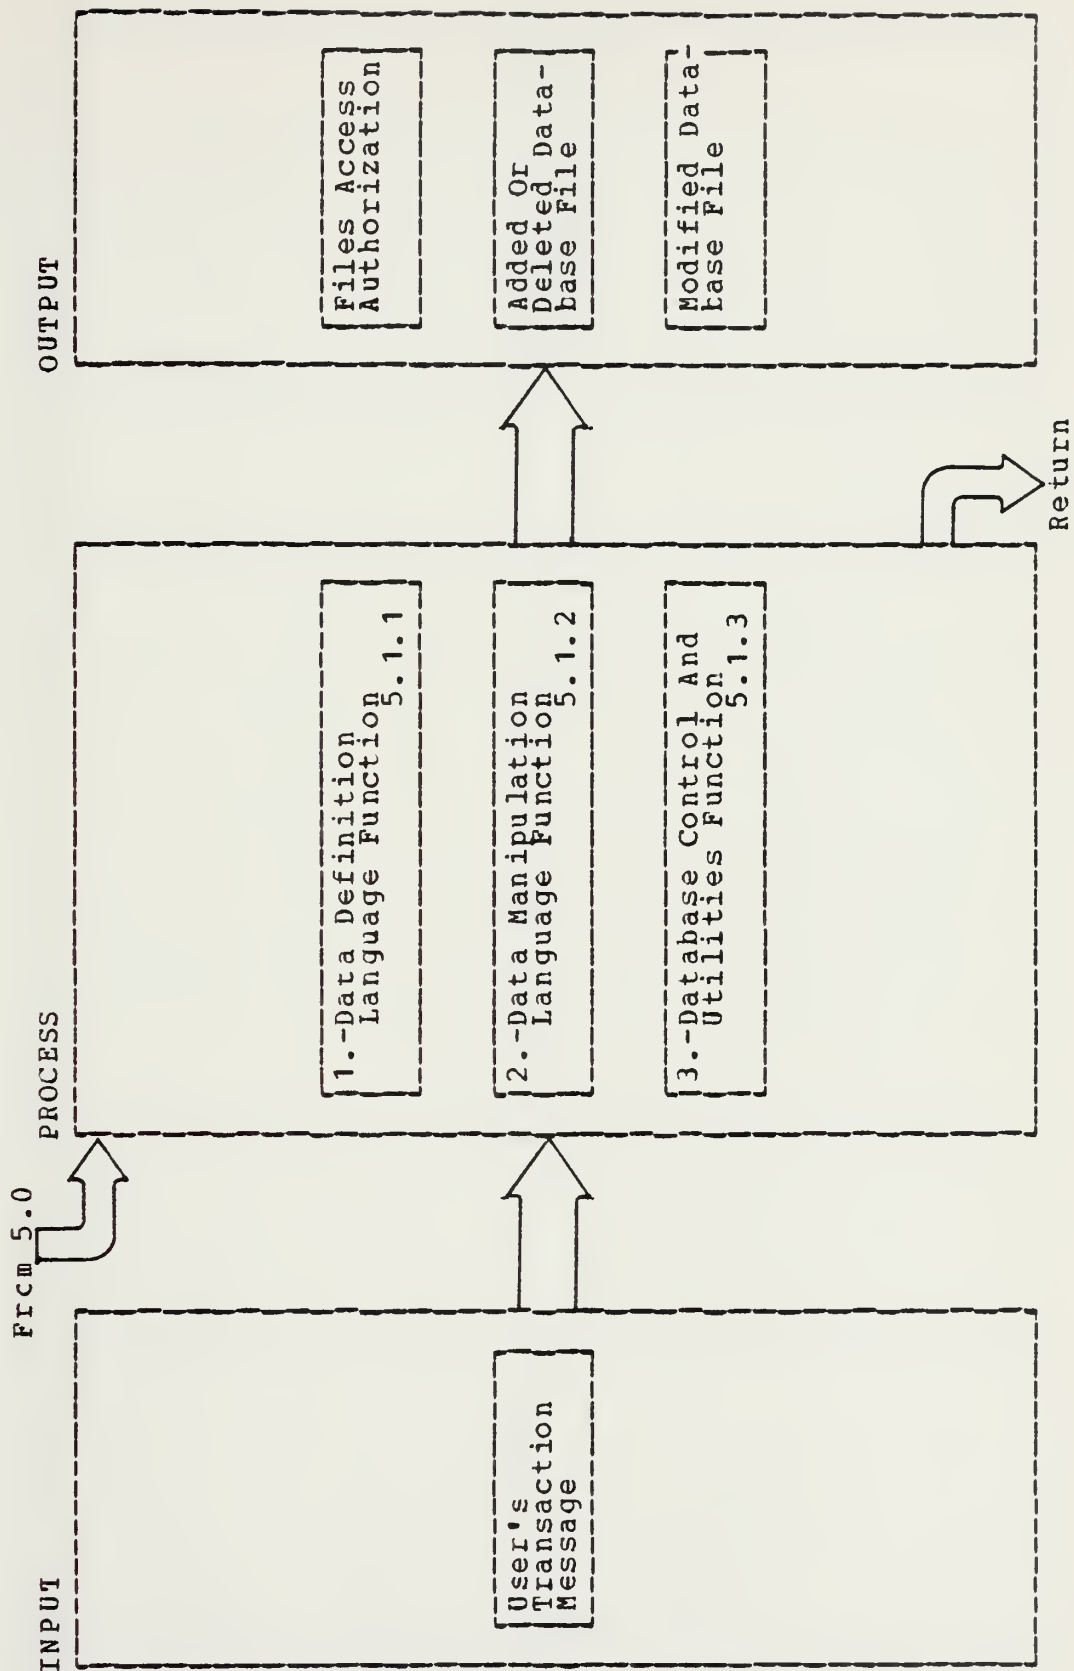 From 5.0
INPUT
User's
Transaction
Message
PROCESS
1.-Data Definition
Language Function
5.1.1
2.-Data Manipulation
Language Function
5.1.2
3.-Database Control And
Utilities Function
5.1.3
Return
OUTPUT
Files Access
Authorization
Added Or
Deleted Data-
base File
Modified Data-
base File